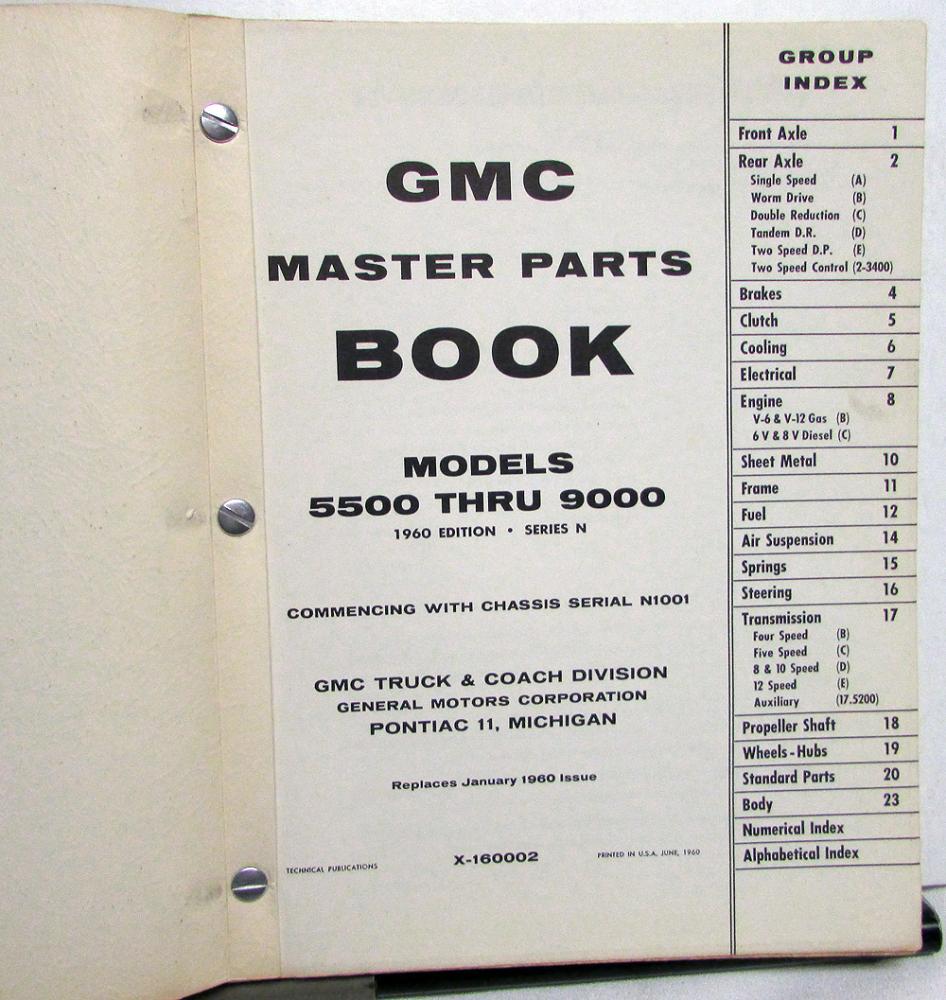 GMC
MASTER PARTS
BOOK
MODELS
5500 THRU 9000
1960 EDITION • SERIES N
COMMENCING WITH CHASSIS SERIAL N1001
GMC TRUCK & COACH DIVISION
GENERAL MOTORS CORPORATION
PONTIAC 11, MICHIGAN
Replaces January 1960 Issue
TECHNICAL PUBLICATIONS X-160002 PRINTED IN U.S.A. JUNE, 1960
GROUP
INDEX
Front Axle 1
Rear Axle 2
Single Speed (A)
Worm Drive (B)
Double Reduction (C)
Tandem D.R. (D)
Two Speed D.P. (E)
Two Speed Control (2-3400)
Brakes 4
Clutch 5
Cooling 6
Electrical 7
Engine 8
V-6 & V-12 Gas (B)
6 V & 8 V Diesel (C)
Sheet Metal 10
Frame 11
Fuel 12
Air Suspension 14
Springs 15
Steering 16
Transmission 17
Four Speed (B)
Five Speed (C)
8 & 10 Speed (D)
12 Speed (E)
Auxiliary (17.5200)
Propeller Shaft 18
Wheels-Hubs 19
Standard Parts 20
Body 23
Numerical Index
Alphabetical Index